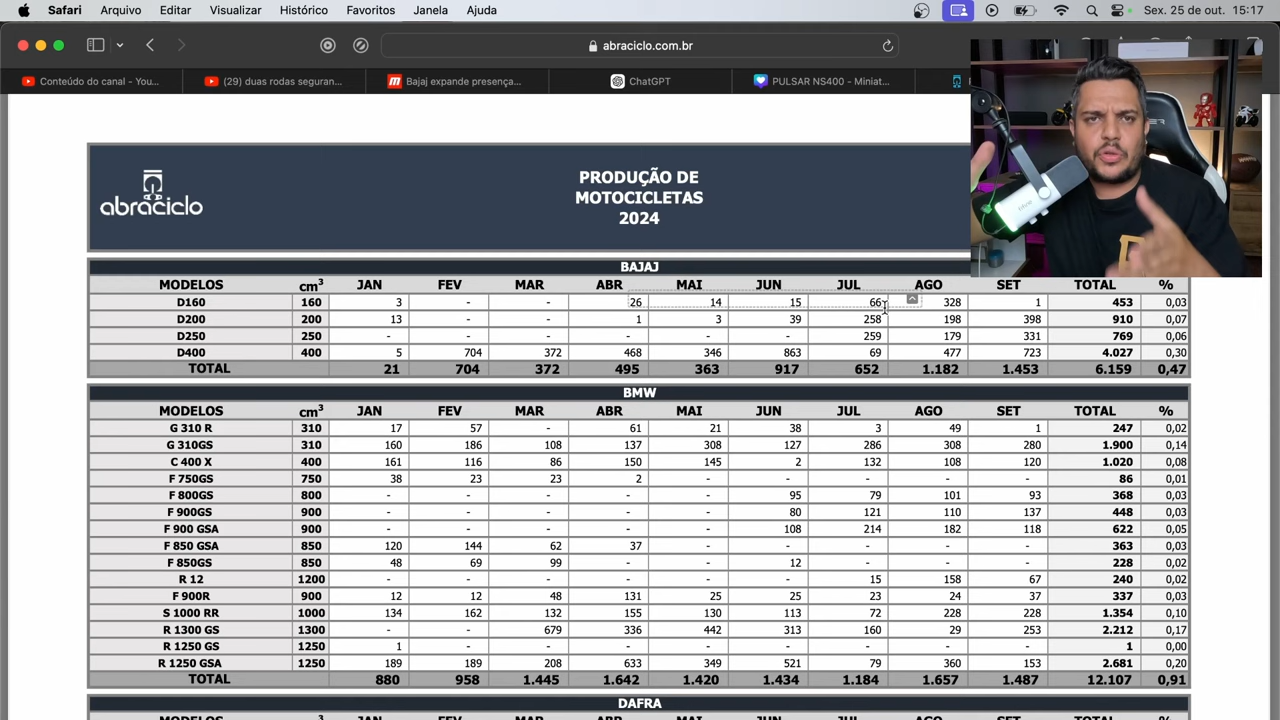 Safari Arquivo Editar Visualizar Histórico Favoritos Janela Ajuda Sex. 25 de out. 15:17
abraciclo.com.br
Conteúdo do canal - You... (29) duas rodas seguran... Bajaj expande presença... ChatGPT PULSAR NS400 - Miniat...
abraciclo
PRODUÇÃO DE
MOTOCICLETAS
2024
BAJAJ
MODELOS cm³ JAN FEV MAR ABR MAI JUN JUL AGO SET TOTAL %
D160 160 3 - - 26 14 15 66 328 1 453 0,03
D200 200 13 - - 1 3 39 258 198 398 910 0,07
D250 250 - - - - - - 259 179 331 769 0,06
D400 400 5 704 372 468 346 863 69 477 723 4.027 0,30
TOTAL 21 704 372 495 363 917 652 1.182 1.453 6.159 0,47
BMW
MODELOS cm³ JAN FEV MAR ABR MAI JUN JUL AGO SET TOTAL %
G 310 R 310 17 57 - 61 21 38 3 49 1 247 0,02
G 310GS 310 160 186 108 137 308 127 286 308 280 1.900 0,14
C 400 X 400 161 116 86 150 145 2 132 108 120 1.020 0,08
F 750GS 750 38 23 23 2 - - - - - 86 0,01
F 800GS 800 - - - - - 95 79 101 93 368 0,03
F 900GS 900 - - - - - 80 121 110 137 448 0,03
F 900 GSA 900 - - - - - 108 214 182 118 622 0,05
F 850 GSA 850 120 144 62 37 - - - - - 363 0,03
F 850GS 850 48 69 99 - - 12 - - - 228 0,02
R 12 1200 - - - - - - 15 158 67 240 0,02
F 900R 900 12 12 48 131 25 25 23 24 37 337 0,03
S 1000 RR 1000 134 162 132 155 130 113 72 228 228 1.354 0,10
R 1300 GS 1300 - - 679 336 442 313 160 29 253 2.212 0,17
R 1250 GS 1250 1 - - - - - - - - 1 0,00
R 1250 GSA 1250 189 189 208 633 349 521 79 360 153 2.681 0,20
TOTAL 880 958 1.445 1.642 1.420 1.434 1.184 1.657 1.487 12.107 0,91
DAFRA
MODELOS cm³ JAN FEV MAR ABR MAI JUN JUL AGO SET TOTAL %